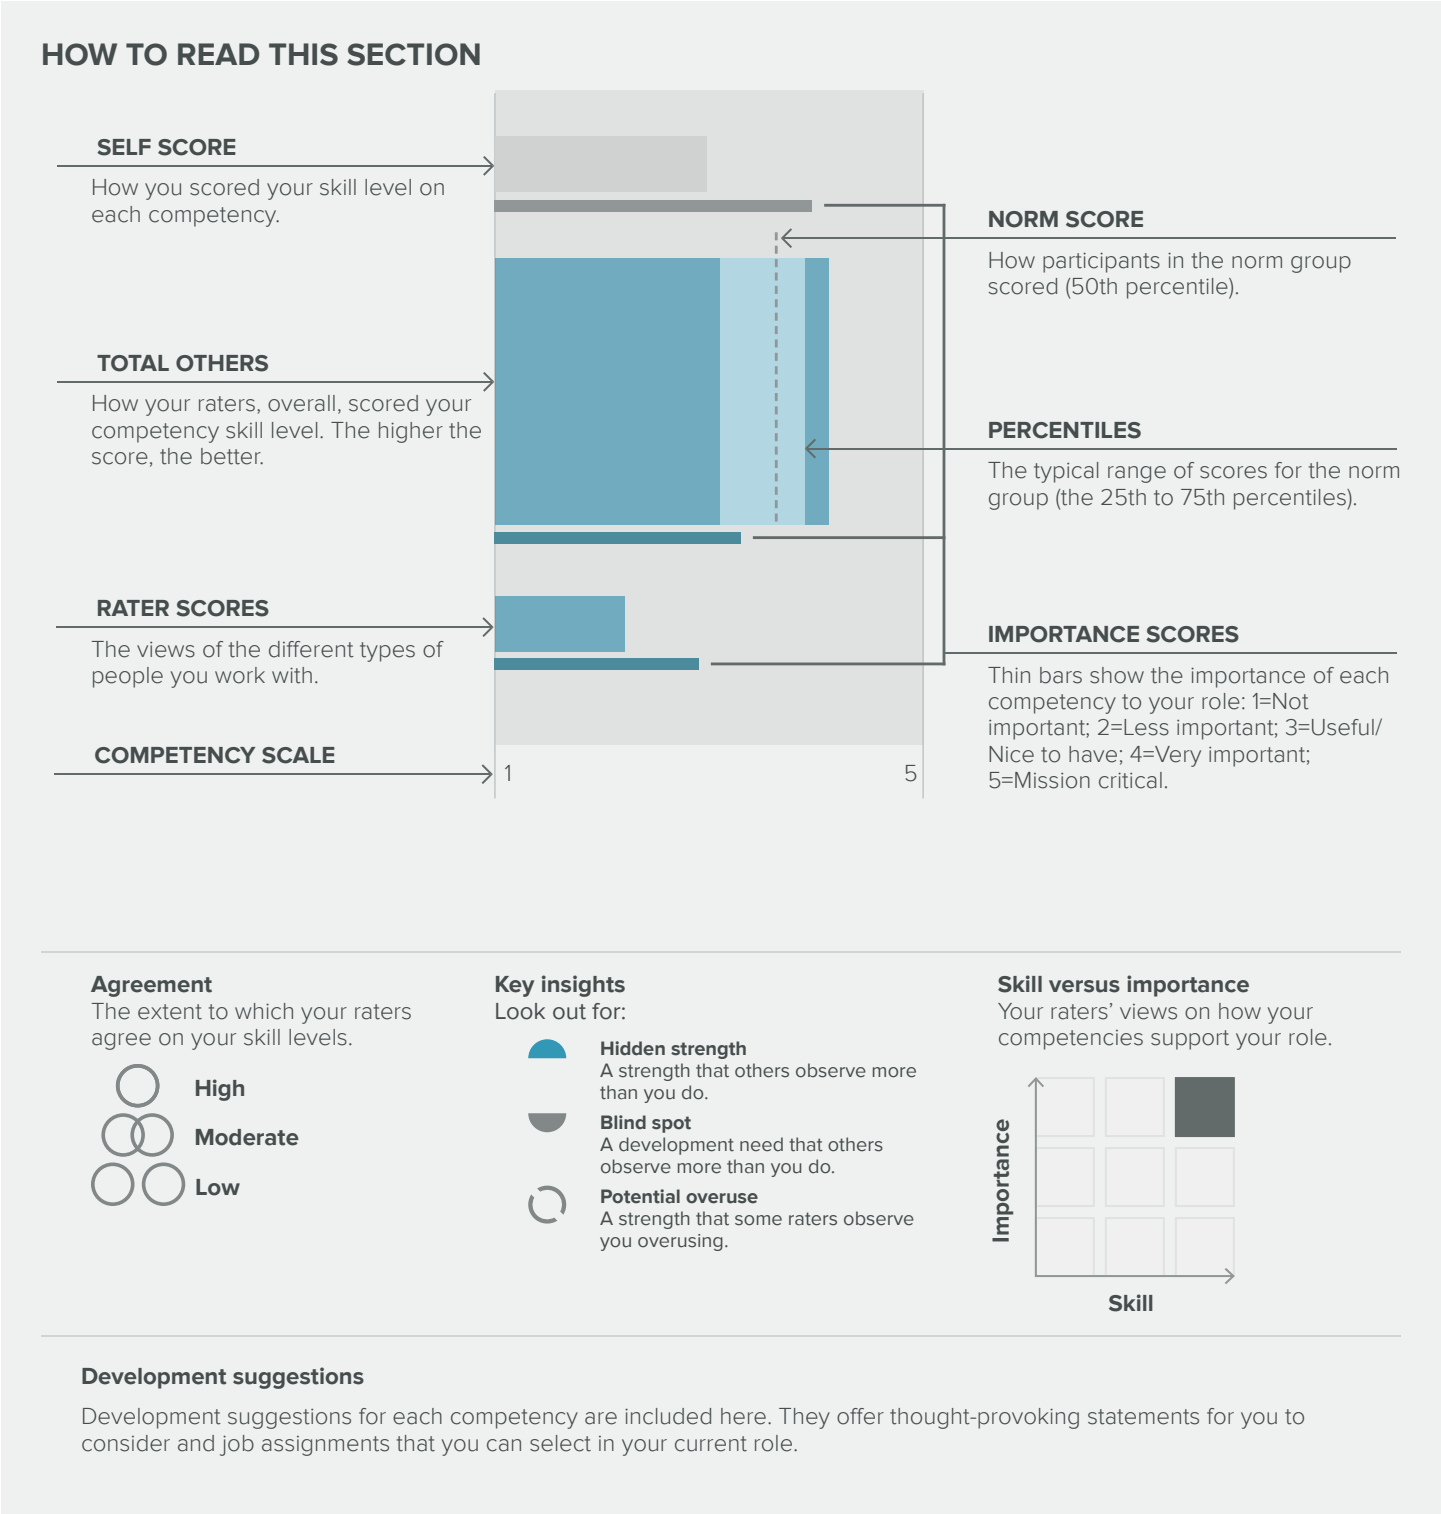 HOW TO READ THIS SECTION
SELF SCORE
How you scored your skill level on
each competency.
NORM SCORE
How participants in the norm group
scored (50th percentile).
TOTAL OTHERS
How your raters, overall, scored your
competency skill level. The higher the
score, the better.
PERCENTILES
The typical range of scores for the norm
group (the 25th to 75th percentiles).
RATER SCORES
The views of the different types of
people you work with.
IMPORTANCE SCORES
Thin bars show the importance of each
competency to your role: 1=Not
important; 2=Less important; 3=Useful/
Nice to have; 4=Very important;
5=Mission critical.
COMPETENCY SCALE
1
5
Agreement
The extent to which your raters
agree on your skill levels.
High
Moderate
Low
Key insights
Look out for:
Hidden strength
A strength that others observe more
than you do.
Blind spot
A development need that others
observe more than you do.
Potential overuse
A strength that some raters observe
you overusing.
Skill versus importance
Your raters’ views on how your
competencies support your role.
Importance
Skill
Development suggestions
Development suggestions for each competency are included here. They offer thought-provoking statements for you to
consider and job assignments that you can select in your current role.